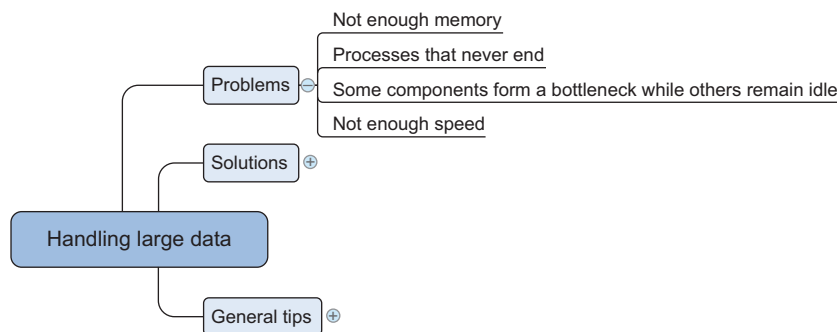 Not enough memory
Processes that never end
Problems
Some components form a bottleneck while others remain idle
Not enough speed
Solutions
Handling large data
General tips